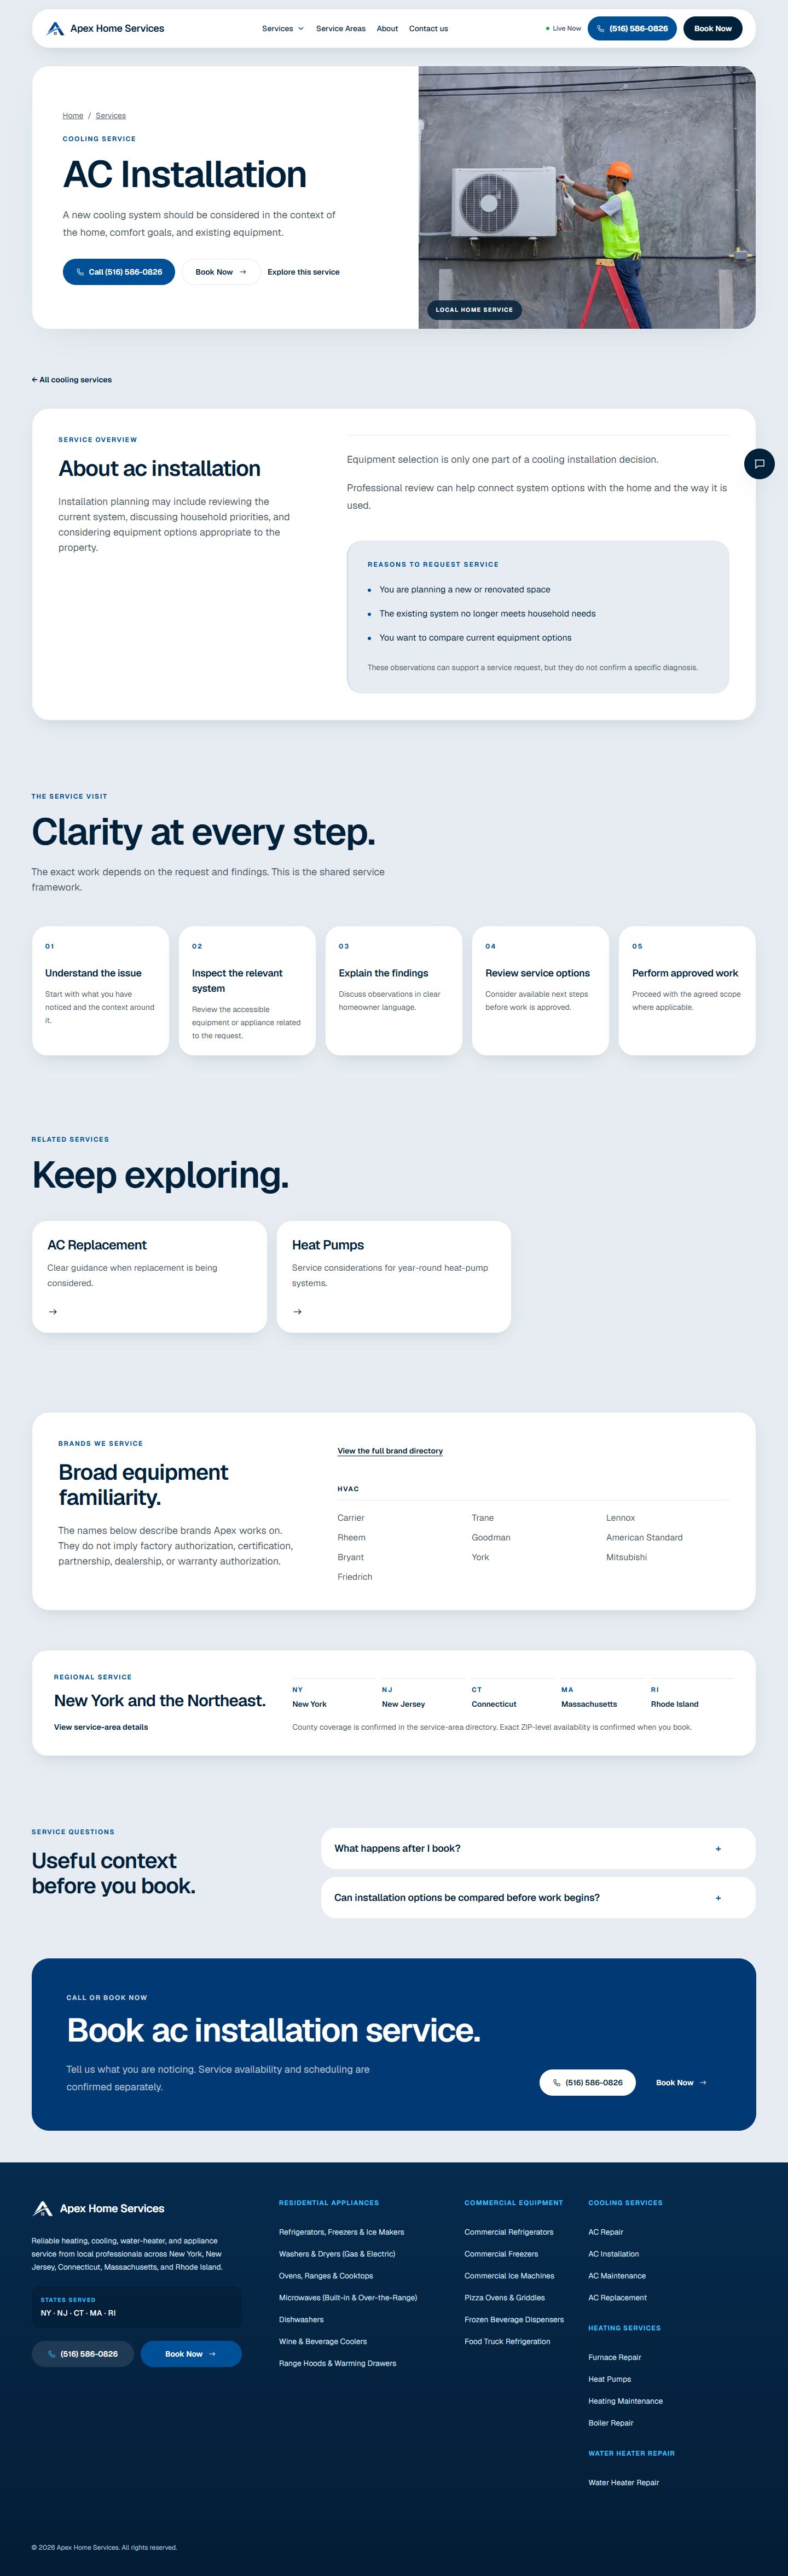 Apex Home Services
Services
Service Areas
About
Contact us
Live Now
(516) 586-0826
Book Now
Home / Services
COOLING SERVICE
AC Installation
A new cooling system should be considered in the context of
the home, comfort goals, and existing equipment.
Call (516) 586-0826
Book Now →
Explore this service
LOCAL HOME SERVICE
← All cooling services
SERVICE OVERVIEW
About ac installation
Installation planning may include reviewing the
current system, discussing household priorities, and
considering equipment options appropriate to the
property.
Equipment selection is only one part of a cooling installation decision.
Professional review can help connect system options with the home and the way it is
used.
REASONS TO REQUEST SERVICE
• You are planning a new or renovated space
• The existing system no longer meets household needs
• You want to compare current equipment options
These observations can support a service request, but they do not confirm a specific diagnosis.
THE SERVICE VISIT
Clarity at every step.
The exact work depends on the request and findings. This is the shared service
framework.
01
Understand the issue
Start with what you have
noticed and the context around
it.
02
Inspect the relevant
system
Review the accessible
equipment or appliance related
to the request.
03
Explain the findings
Discuss observations in clear
homeowner language.
04
Review service options
Consider available next steps
before work is approved.
05
Perform approved work
Proceed with the agreed scope
where applicable.
RELATED SERVICES
Keep exploring.
AC Replacement
Clear guidance when replacement is being
considered.
→
Heat Pumps
Service considerations for year-round heat-pump
systems.
→
BRANDS WE SERVICE
Broad equipment
familiarity.
The names below describe brands Apex works on.
They do not imply factory authorization, certification,
partnership, dealership, or warranty authorization.
View the full brand directory
HVAC
Carrier
Trane
Lennox
Rheem
Goodman
American Standard
Bryant
York
Mitsubishi
Friedrich
REGIONAL SERVICE
New York and the Northeast.
View service-area details
NY
New York
NJ
New Jersey
CT
Connecticut
MA
Massachusetts
RI
Rhode Island
County coverage is confirmed in the service-area directory. Exact ZIP-level availability is confirmed when you book.
SERVICE QUESTIONS
Useful context
before you book.
What happens after I book? +
Can installation options be compared before work begins? +
CALL OR BOOK NOW
Book ac installation service.
Tell us what you are noticing. Service availability and scheduling are
confirmed separately.
(516) 586-0826
Book Now →
Apex Home Services
Reliable heating, cooling, water-heater, and appliance
service from local professionals across New York, New
Jersey, Connecticut, Massachusetts, and Rhode Island.
STATES SERVED
NY · NJ · CT · MA · RI
(516) 586-0826
Book Now →
RESIDENTIAL APPLIANCES
Refrigerators, Freezers & Ice Makers
Washers & Dryers (Gas & Electric)
Ovens, Ranges & Cooktops
Microwaves (Built-in & Over-the-Range)
Dishwashers
Wine & Beverage Coolers
Range Hoods & Warming Drawers
COMMERCIAL EQUIPMENT
Commercial Refrigerators
Commercial Freezers
Commercial Ice Machines
Pizza Ovens & Griddles
Frozen Beverage Dispensers
Food Truck Refrigeration
COOLING SERVICES
AC Repair
AC Installation
AC Maintenance
AC Replacement
HEATING SERVICES
Furnace Repair
Heat Pumps
Heating Maintenance
Boiler Repair
WATER HEATER REPAIR
Water Heater Repair
© 2026 Apex Home Services. All rights reserved.